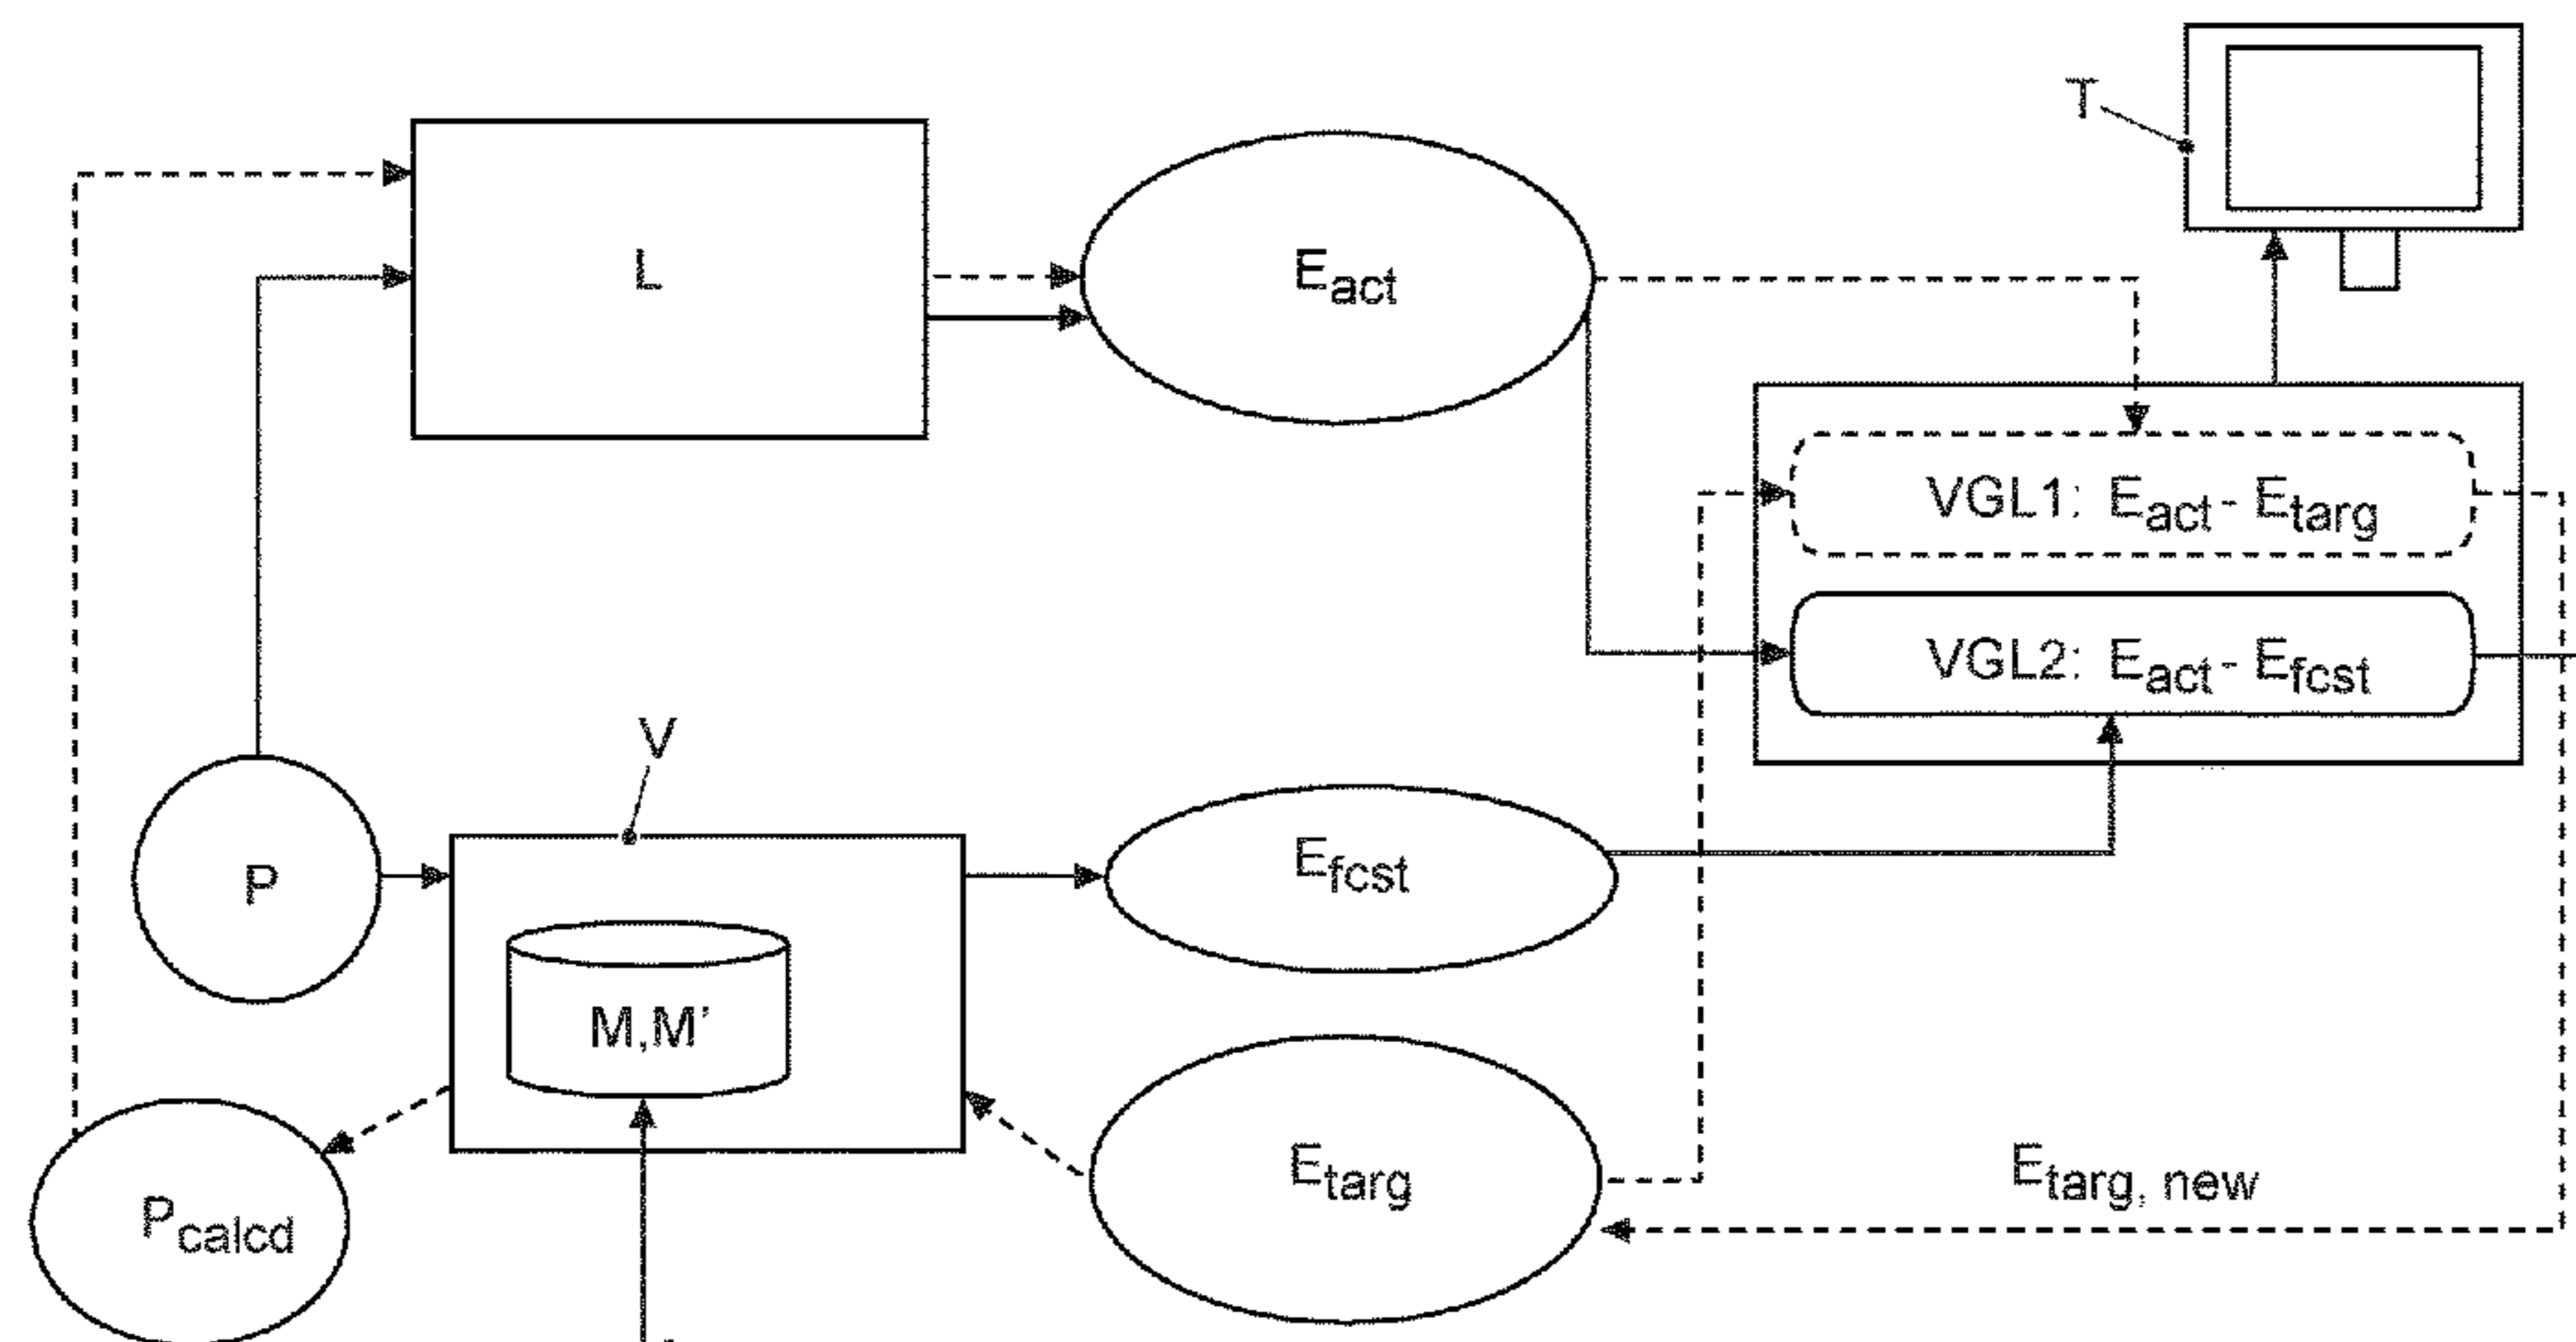 T
L
E_act
VGL1: E_act - E_targ
VGL2: E_act - E_fcst
V
P
E_fcst
M,M'
E_targ
E_targ, new
P_calcd